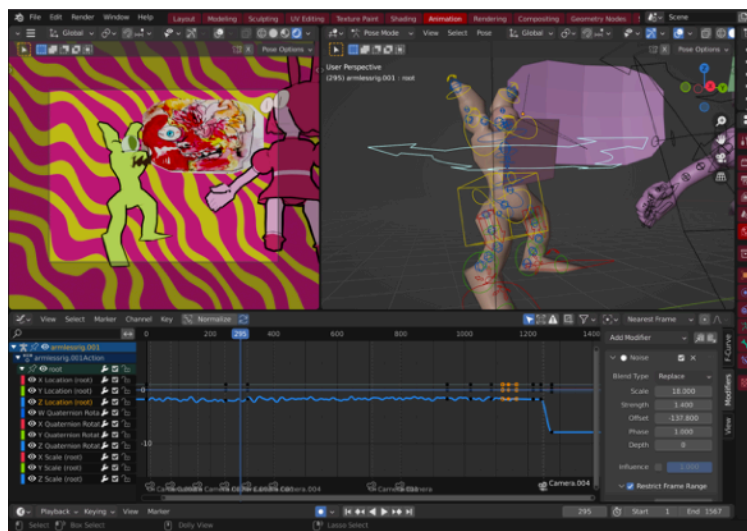 File Edit Render Window Help Layout Modeling Sculpting UV Editing Texture Paint Shading Animation Rendering Compositing Geometry Nodes Scene
Global Pose Mode View Select Pose Global
Pose Options Pose Options
User Perspective
(295) armlessrig.001 : root
View Select Marker Channel Key Normalize Nearest Frame
0 295 400 600 800 1000 1200 1400
armlessrig.001
armlessrig.001Action
root
X Location (root)
Y Location (root)
Z Location (root)
W Quaternion Rota
X Quaternion Rotat
Y Quaternion Rotat
Z Quaternion Rotat
X Scale (root)
Y Scale (root)
Z Scale (root)
0
-10
Camera.004
Camera.004
Add Modifier
Noise
Blend Type Replace
Scale 18.000
Strength 1.400
Offset -137.800
Phase 1.000
Depth 0
Influence 1.000
Restrict Frame Range
F-Curve
Modifiers
View
Playback Keying View Marker 295 Start 1 End 1567
Select Box Select Dolly View Lasso Select